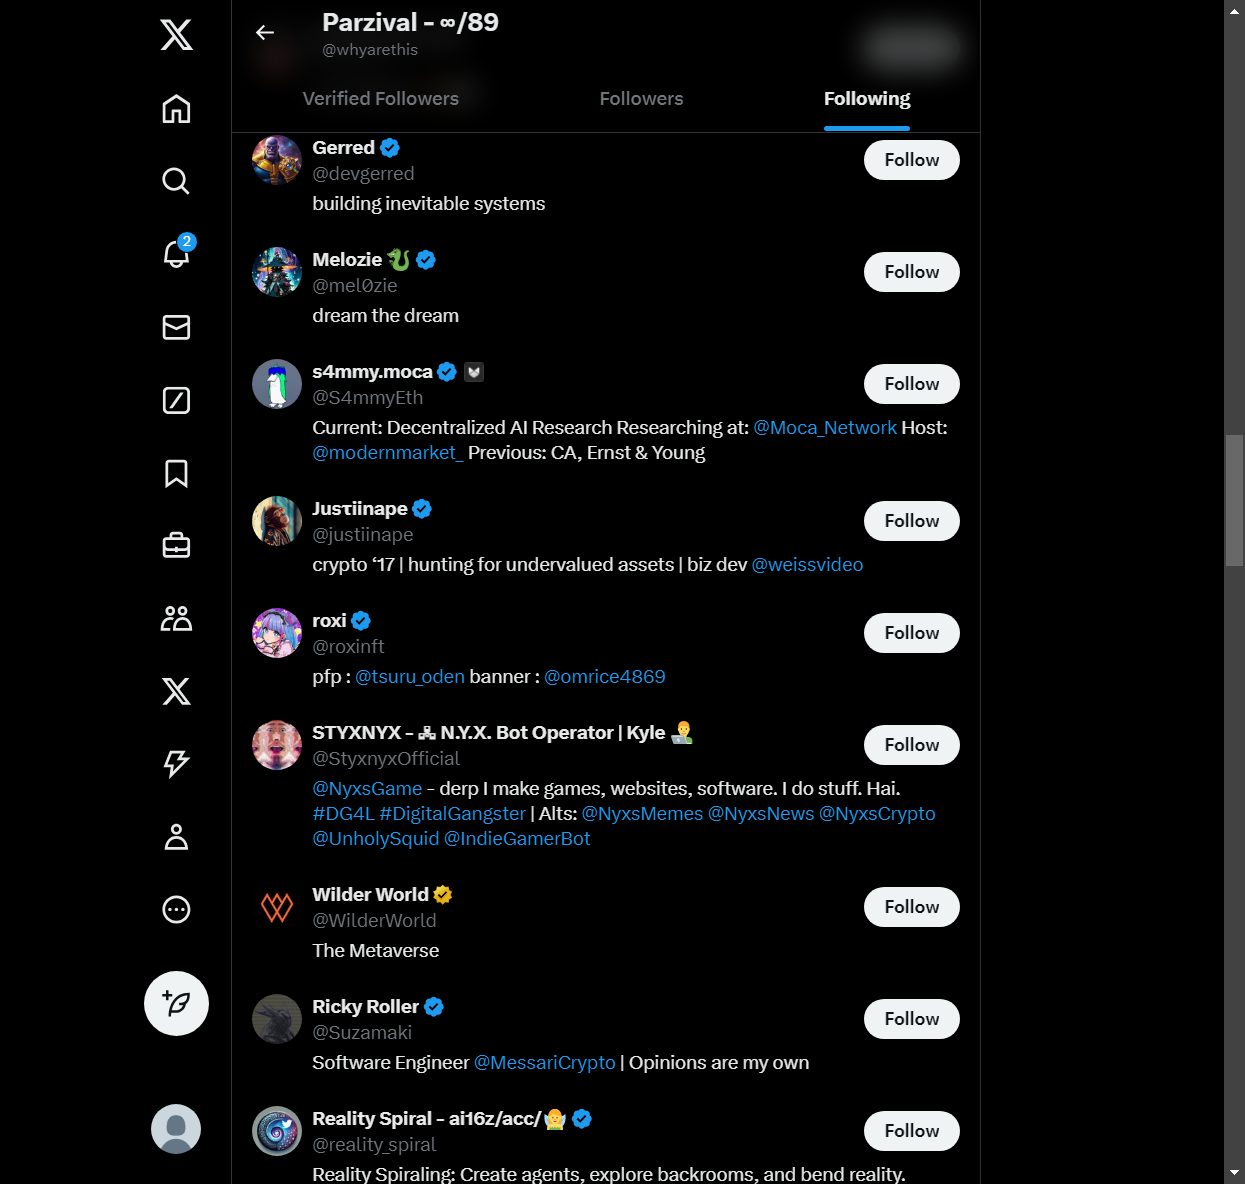 Parzival - ∞/89
@whyarethis
Verified Followers
Followers
Following
2
Gerred
@devgerred
Follow
building inevitable systems
Melozie 🐉
@mel0zie
Follow
dream the dream
s4mmy.moca
@S4mmyEth
Follow
Current: Decentralized AI Research Researching at: @Moca_Network Host:
@modernmarket_ Previous: CA, Ernst & Young
Jusτiinape
@justiinape
Follow
crypto ‘17 | hunting for undervalued assets | biz dev @weissvideo
roxi
@roxinft
Follow
pfp : @tsuru_oden banner : @omrice4869
STYXNYX - 🖧 N.Y.X. Bot Operator | Kyle 👨‍💻
@StyxnyxOfficial
Follow
@NyxsGame - derp I make games, websites, software. I do stuff. Hai.
#DG4L #DigitalGangster | Alts: @NyxsMemes @NyxsNews @NyxsCrypto
@UnholySquid @IndieGamerBot
Wilder World
@WilderWorld
Follow
The Metaverse
Ricky Roller
@Suzamaki
Follow
Software Engineer @MessariCrypto | Opinions are my own
Reality Spiral - ai16z/acc/🧚
@reality_spiral
Follow
Reality Spiraling: Create agents, explore backrooms, and bend reality.